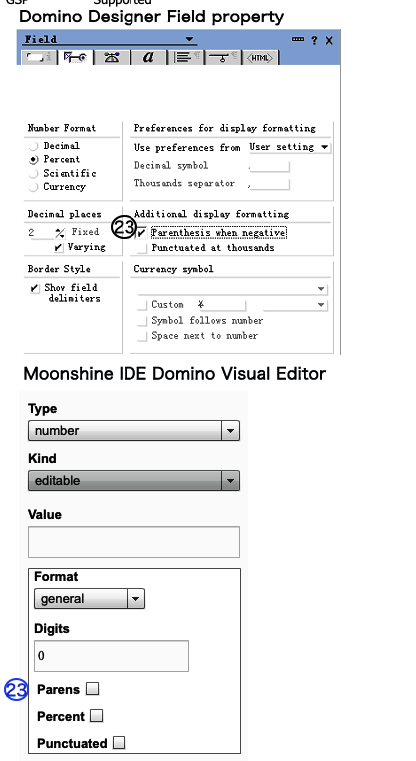 GSP Supported
Domino Designer Field property
Field
? X
i a ¶ ¶ <HTML>
Number Format Preferences for display formatting
Decimal Use preferences from User setting
Percent Decimal symbol .
Scientific Thousands separator ,
Currency
Decimal places Additional display formatting
2 Fixed 23 Parenthesis when negative
Varying Punctuated at thousands
Border Style Currency symbol
Show field
delimiters
Custom ¥
Symbol follows number
Space next to number
Moonshine IDE Domino Visual Editor
Type
number
Kind
editable
Value
Format
general
Digits
0
23 Parens
Percent
Punctuated